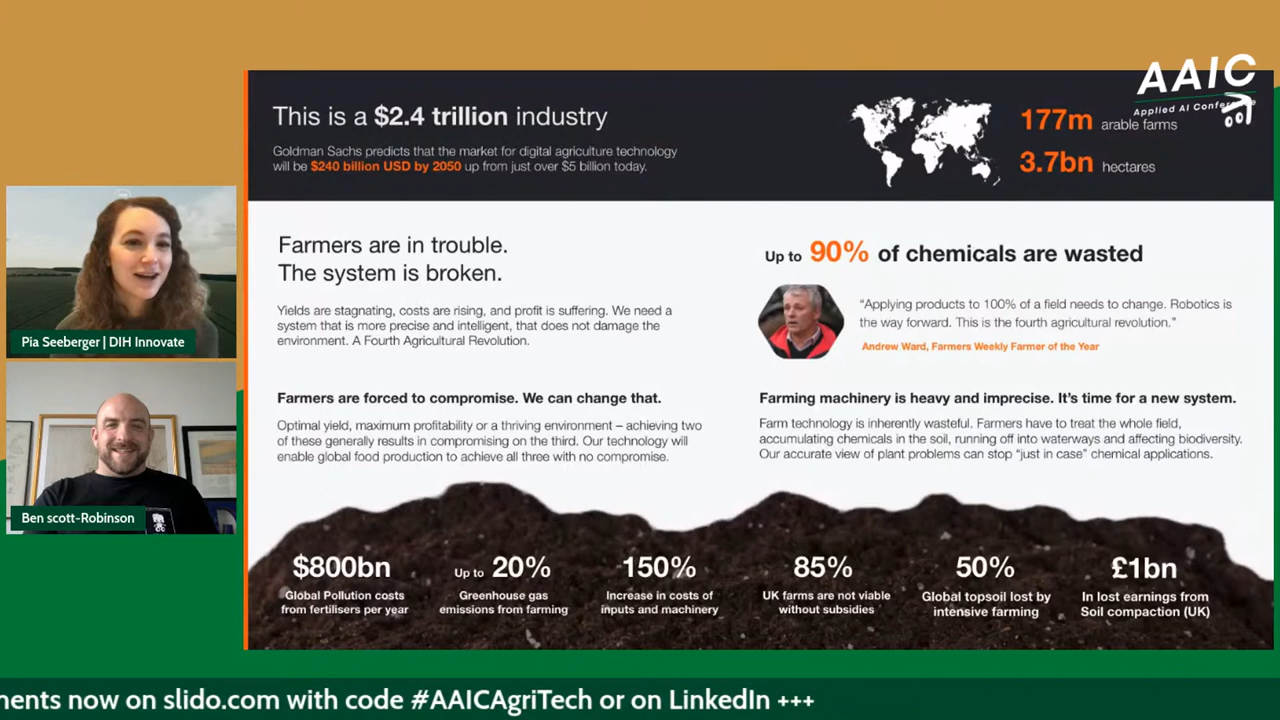 AAIC
Applied AI Confe
This is a $2.4 trillion industry
Goldman Sachs predicts that the market for digital agriculture technology
will be $240 billion USD by 2050 up from just over $5 billion today.
177m arable farms
3.7bn hectares
Farmers are in trouble.
The system is broken.
Yields are stagnating, costs are rising, and profit is suffering. We need a
system that is more precise and intelligent, that does not damage the
environment. A Fourth Agricultural Revolution.
Up to 90% of chemicals are wasted
“Applying products to 100% of a field needs to change. Robotics is
the way forward. This is the fourth agricultural revolution.”
Andrew Ward, Farmers Weekly Farmer of the Year
Farmers are forced to compromise. We can change that.
Optimal yield, maximum profitability or a thriving environment – achieving two
of these generally results in compromising on the third. Our technology will
enable global food production to achieve all three with no compromise.
Farming machinery is heavy and imprecise. It's time for a new system.
Farm technology is inherently wasteful. Farmers have to treat the whole field,
accumulating chemicals in the soil, running off into waterways and affecting biodiversity.
Our accurate view of plant problems can stop “just in case” chemical applications.
$800bn
Global Pollution costs
from fertilisers per year
Up to 20%
Greenhouse gas
emissions from farming
150%
Increase in costs of
inputs and machinery
85%
UK farms are not viable
without subsidies
50%
Global topsoil lost by
intensive farming
£1bn
In lost earnings from
Soil compaction (UK)
Pia Seeberger | DIH Innovate
Ben scott-Robinson
ments now on slido.com with code #AAICAgriTech or on LinkedIn +++